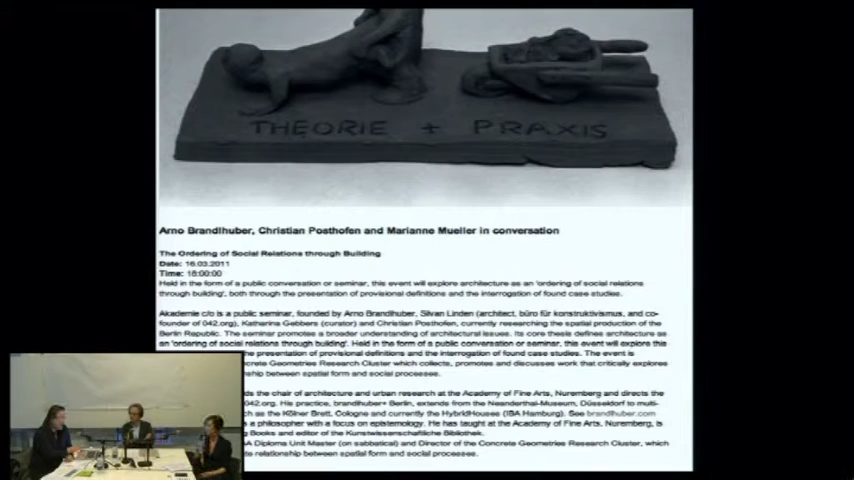 THEORIE + PRAXIS
Arno Brandlhuber, Christian Posthofen and Marianne Mueller in conversation
The Ordering of Social Relations through Building
Date: 16.03.2011
Time: 18:00:00
Held in the form of a public conversation or seminar, this event will explore architecture as an 'ordering of social relations
through building', both through the presentation of provisional definitions and the interrogation of found case studies.
Akademie c/o is a public seminar, founded by Arno Brandlhuber, Silvan Linden (architect, büro für konstruktivismus, and co-
founder of 042.org), Katharina Gebbers (curator) and Christian Posthofen, currently researching the spatial production of the
Berlin Republic. The seminar promotes a broader understanding of architectural issues. Its core thesis defines architecture as
an 'ordering of social relations through building'. Held in the form of a public conversation or seminar, this event will explore this
the presentation of provisional definitions and the interrogation of found case studies. The event is
crete Geometries Research Cluster which collects, promotes and discusses work that critically explores
ship between spatial form and social processes.
ds the chair of architecture and urban research at the Academy of Fine Arts, Nuremberg and directs the
042.org. His practice, brandlhuber+ Berlin, extends from the Neanderthal-Museum, Düsseldorf to multi-
ch as the Kölner Brett, Cologne and currently the HybridHouses (IBA Hamburg). See brandlhuber.com
a philosopher with a focus on epistemology. He has taught at the Academy of Fine Arts, Nuremberg, is
Books and editor of the Kunstwissenschaftliche Bibliothek.
A Diploma Unit Master (on sabbatical) and Director of the Concrete Geometries Research Cluster, which
relationship between spatial form and social processes.